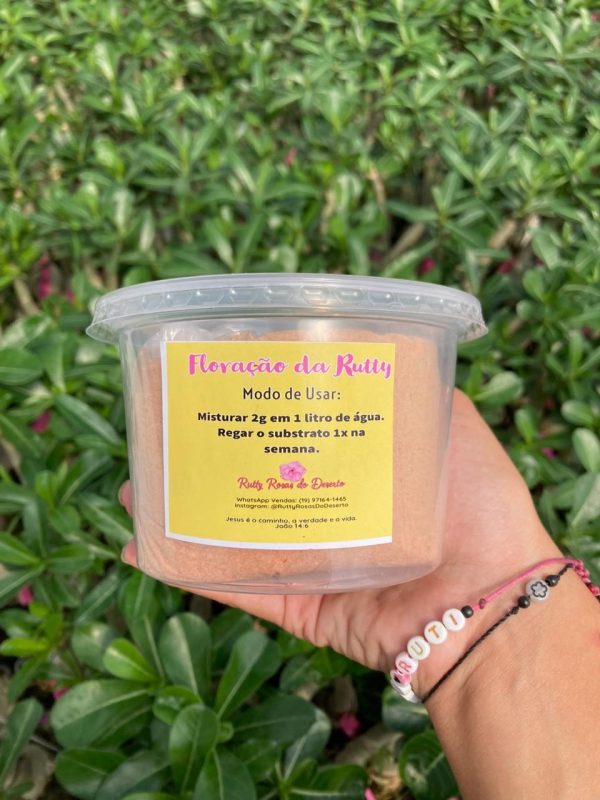 Floração da Rutty
Modo de Usar:
Misturar 2g em 1 litro de água.
Regar o substrato 1x na
semana.
Rutty Rosas do Deserto
WhatsApp Vendas: (19) 97164-1465
Instagram: @RuttyRosasDoDeserto
Jesus é o caminho, a verdade e a vida.
João 14:6
RUTI